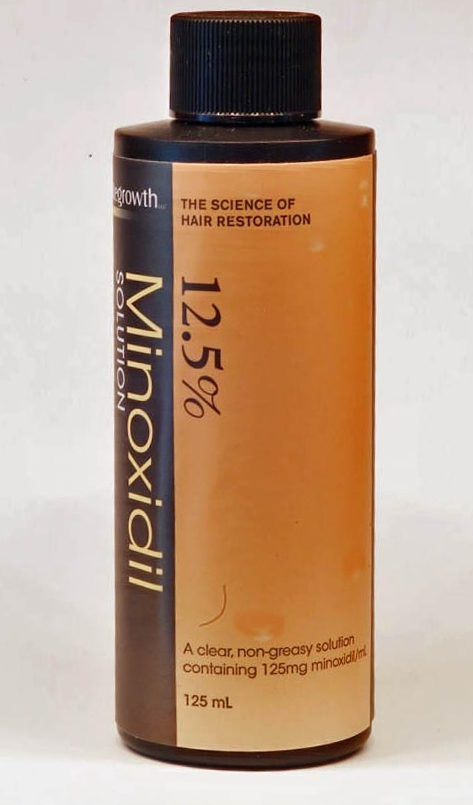 egrowth
THE SCIENCE OF
HAIR RESTORATION
12.5%
Minoxidil
SOLUTION
A clear, non-greasy solution
containing 125mg minoxidil/mL
125 mL